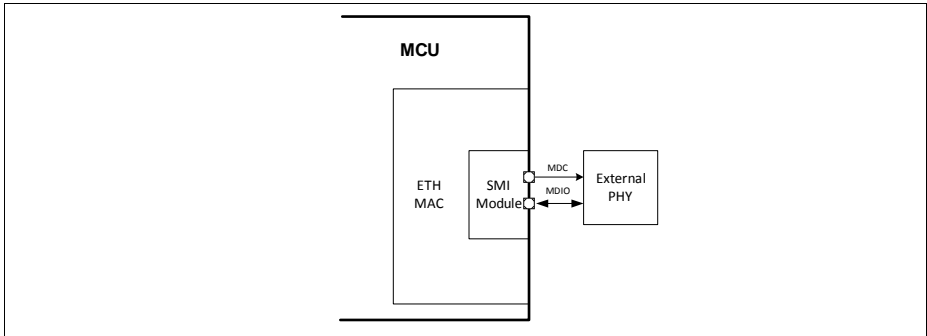 MCU
ETH
MAC
SMI
Module
MDC
MDIO
External
PHY